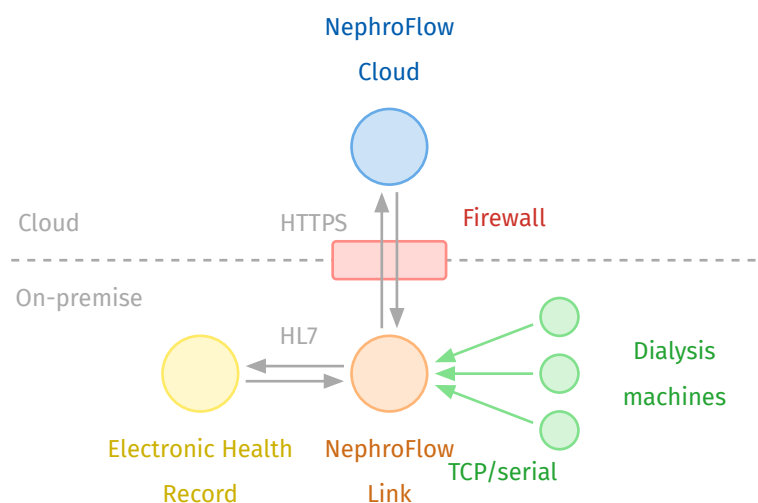 NephroFlow
Cloud
Cloud
HTTPS
Firewall
On-premise
HL7
Dialysis
machines
Electronic Health
Record
NephroFlow
Link
TCP/serial